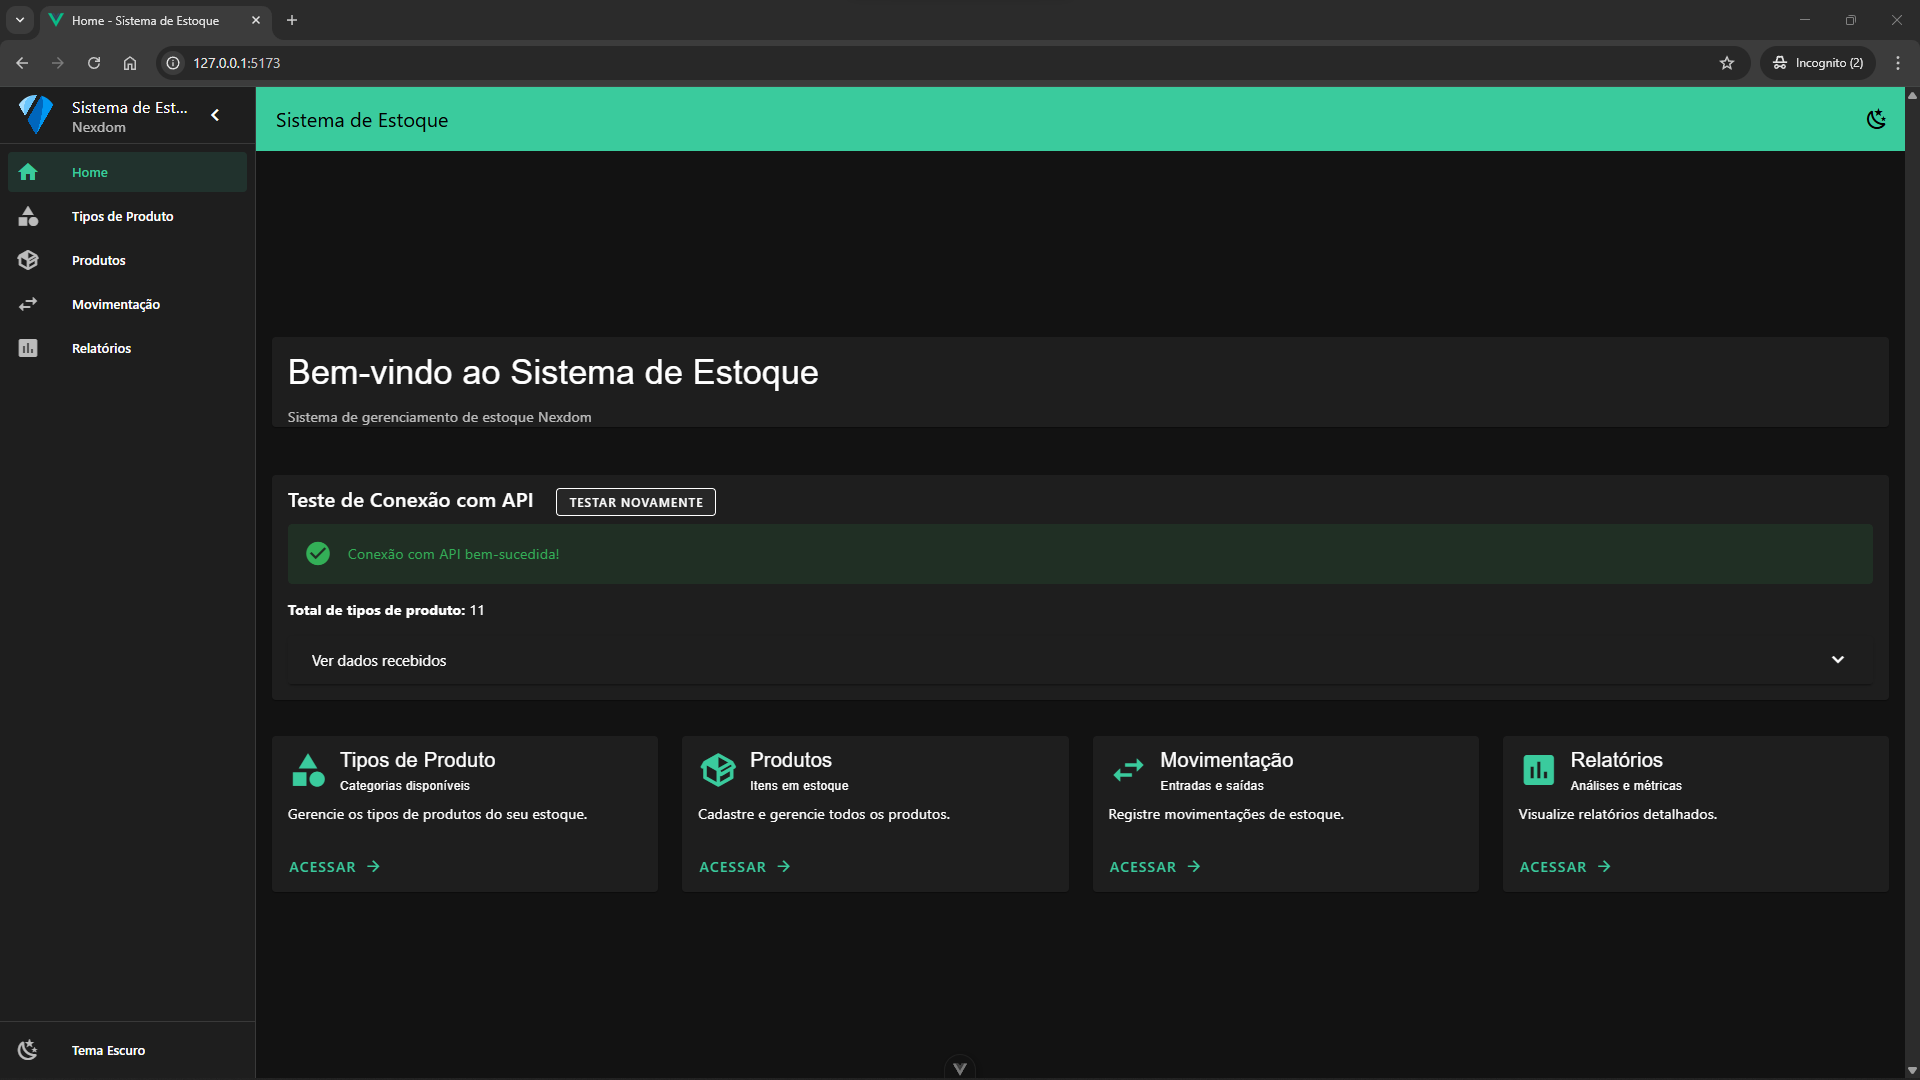 Home - Sistema de Estoque
127.0.0.1:5173
Incognito (2)
Sistema de Est...
Nexdom
Sistema de Estoque
Home
Tipos de Produto
Produtos
Movimentação
Relatórios
Bem-vindo ao Sistema de Estoque
Sistema de gerenciamento de estoque Nexdom
Teste de Conexão com API
TESTAR NOVAMENTE
Conexão com API bem-sucedida!
Total de tipos de produto: 11
Ver dados recebidos
Tipos de Produto
Categorias disponíveis
Gerencie os tipos de produtos do seu estoque.
ACESSAR
Produtos
Itens em estoque
Cadastre e gerencie todos os produtos.
ACESSAR
Movimentação
Entradas e saídas
Registre movimentações de estoque.
ACESSAR
Relatórios
Análises e métricas
Visualize relatórios detalhados.
ACESSAR
Tema Escuro